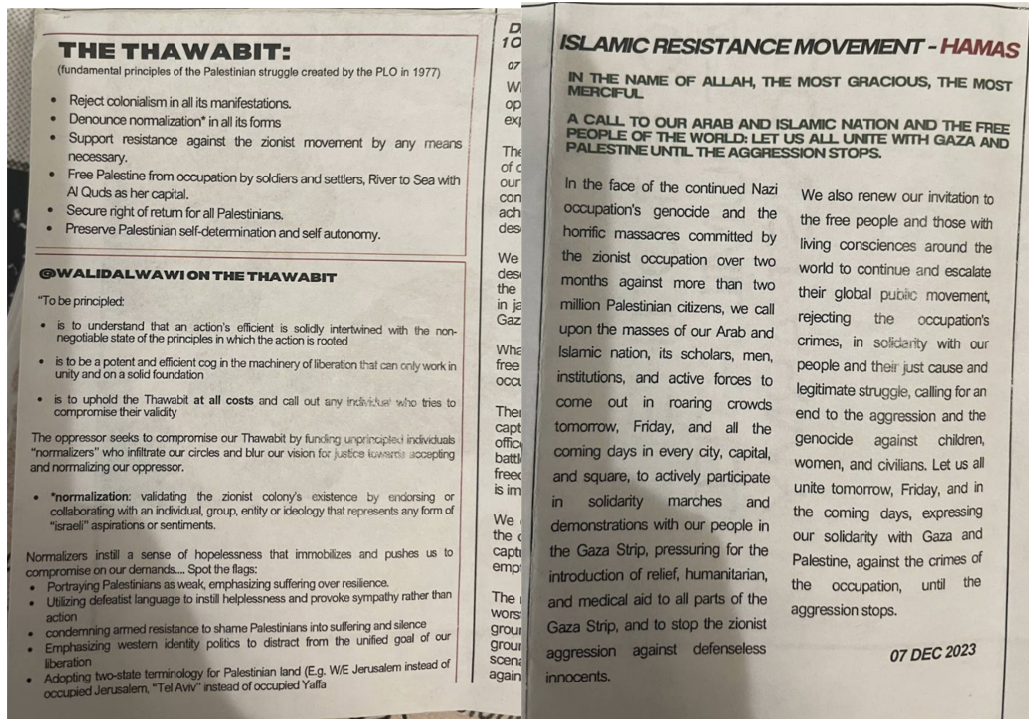 THE THAWABIT:
(fundamental principles of the Palestinian struggle created by the PLO in 1977)
• Reject colonialism in all its manifestations.
• Denounce normalization* in all its forms
• Support resistance against the zionist movement by any means
necessary.
• Free Palestine from occupation by soldiers and settlers, River to Sea with
Al Quds as her capital.
• Secure right of return for all Palestinians.
• Preserve Palestinian self-determination and self autonomy.
@WALIDALWAWI ON THE THAWABIT
“To be principled:
• is to understand that an action's efficient is solidly intertwined with the non-
negotiable state of the principles in which the action is rooted
• is to be a potent and efficient cog in the machinery of liberaton that can only work in
unity and on a solid foundation
• is to uphold the Thawabit at all costs and call out any individual who tries to
compromise their validity
The oppressor seeks to compromise our Thawabit by funding unprincipled individuals
“normalizers” who infiltrate our circles and blur our vision for justice towards accepting
and normalizing our oppressor.
• *normalization: validating the zionist colony's existence by endorsing or
collaborating with an individual, group, entity or ideology that represents any form of
“israeli” aspirations or sentiments.
Normalizers instill a sense of hopelessness that immobilizes and pushes us to
compromise on our demands.... Spot the flags:
• Portraying Palestinians as weak, emphasizing suffering over resilience.
• Utilizing defeatist language to instill helplessness and provoke sympathy rather than
action
• condemning armed resistance to shame Palestinians into suffering and silence
• Emphasizing western identity politics to distract from the unified goal of our
liberation
• Adopting two-state terminology for Palestinian land (E.g. W/E Jerusalem instead of
occupied Jerusalem, “Tel Aviv” instead of occupied Yaffa
ISLAMIC RESISTANCE MOVEMENT - HAMAS
IN THE NAME OF ALLAH, THE MOST GRACIOUS, THE MOST
MERCIFUL
A CALL TO OUR ARAB AND ISLAMIC NATION AND THE FREE
PEOPLE OF THE WORLD: LET US ALL UNITE WITH GAZA AND
PALESTINE UNTIL THE AGGRESSION STOPS.
In the face of the continued Nazi
occupation's genocide and the
horrific massacres committed by
the zionist occupation over two
months against more than two
million Palestinian citizens, we call
upon the masses of our Arab and
Islamic nation, its scholars, men,
institutions, and active forces to
come out in roaring crowds
tomorrow, Friday, and all the
coming days in every city, capital,
and square, to actively participate
in solidarity marches and
demonstrations with our people in
the Gaza Strip, pressuring for the
introduction of relief, humanitarian,
and medical aid to all parts of the
Gaza Strip, and to stop the zionist
aggression against defenseless
innocents.
We also renew our invitation to
the free people and those with
living consciences around the
world to continue and escalate
their global public movement,
rejecting the occupation's
crimes, in solidarity with our
people and their just cause and
legitimate struggle, calling for an
end to the aggression and the
genocide against children,
women, and civilians. Let us all
unite tomorrow, Friday, and in
the coming days, expressing
our solidarity with Gaza and
Palestine, against the crimes of
the occupation, until the
aggression stops.
07 DEC 2023